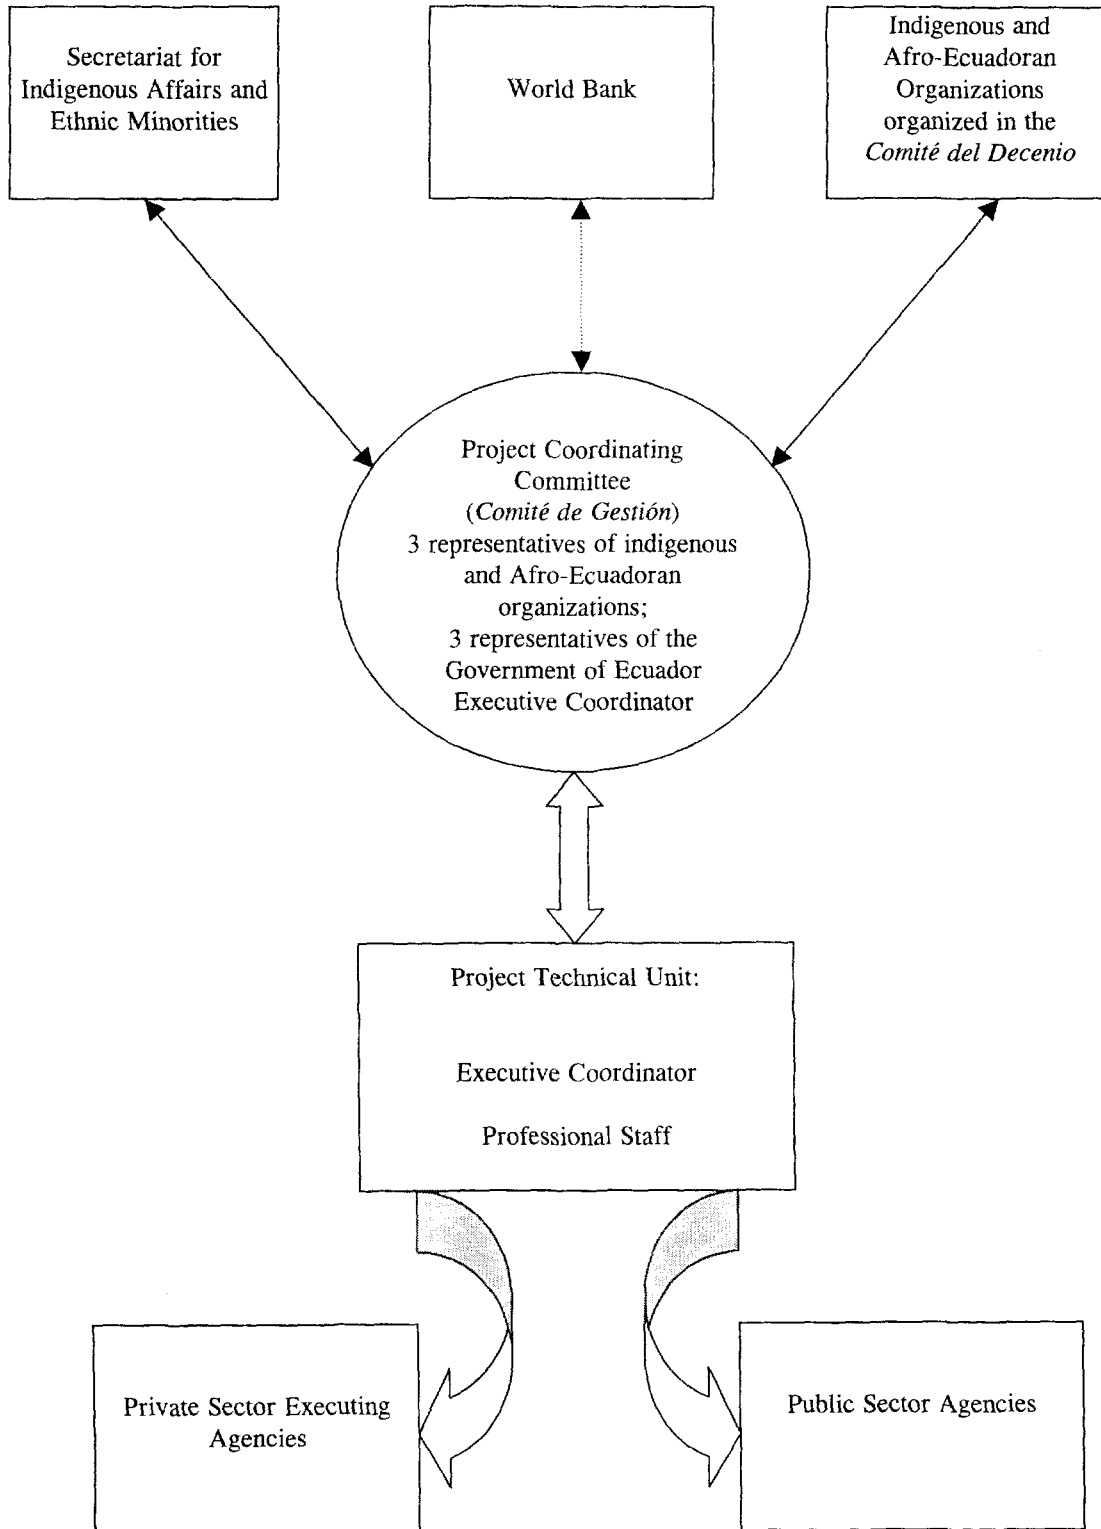 Secretariat for
Indigenous Affairs and
Ethnic Minorities
World Bank
Indigenous and
Afro-Ecuadoran
Organizations
organized in the
Comité del Decenio
Project Coordinating
Committee
(Comité de Gestión)
3 representatives of indigenous
and Afro-Ecuadoran
organizations;
3 representatives of the
Government of Ecuador
Executive Coordinator
Project Technical Unit:
Executive Coordinator
Professional Staff
Private Sector Executing
Agencies
Public Sector Agencies